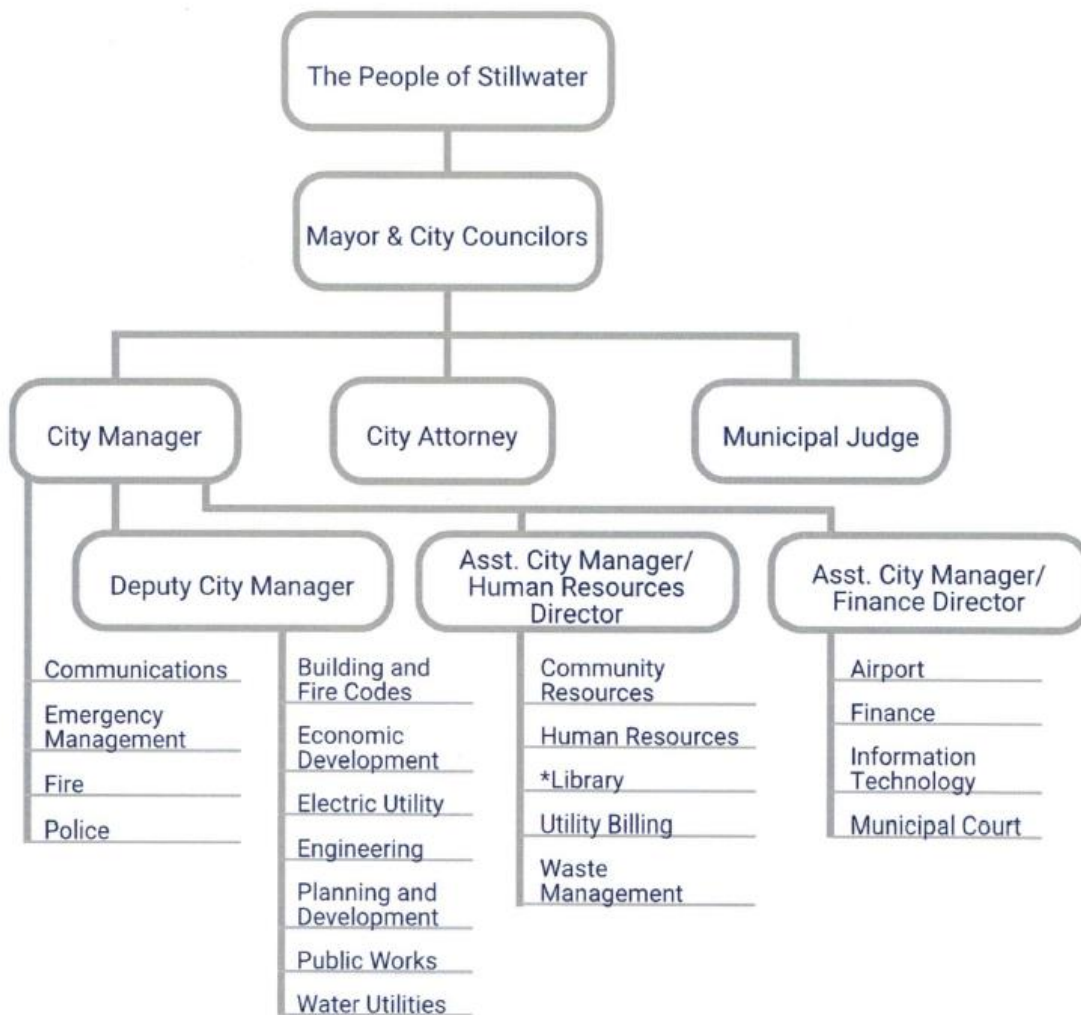 The People of Stillwater
Mayor & City Councilors
City Manager
City Attorney
Municipal Judge
Deputy City Manager
Asst. City Manager/
Human Resources
Director
Asst. City Manager/
Finance Director
Communications
Emergency
Management
Fire
Police
Building and
Fire Codes
Economic
Development
Electric Utility
Engineering
Planning and
Development
Public Works
Water Utilities
Community
Resources
Human Resources
*Library
Utility Billing
Waste
Management
Airport
Finance
Information
Technology
Municipal Court